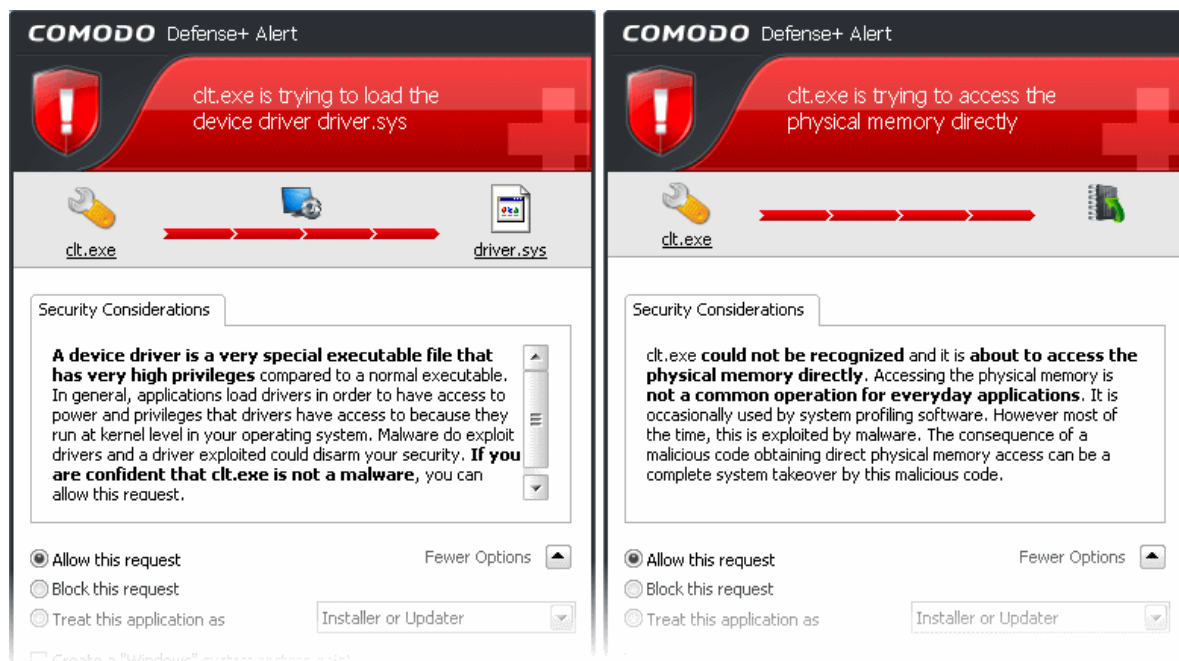 COMODO Defense+ Alert
clt.exe is trying to load the
device driver driver.sys
clt.exe
driver.sys
Security Considerations
A device driver is a very special executable file that
has very high privileges compared to a normal executable.
In general, applications load drivers in order to have access to
power and privileges that drivers have access to because they
run at kernel level in your operating system. Malware do exploit
drivers and a driver exploited could disarm your security. If you
are confident that clt.exe is not a malware, you can
allow this request.
Allow this request
Fewer Options
Block this request
Treat this application as
Installer or Updater
Create a "Windows" system restore point
COMODO Defense+ Alert
clt.exe is trying to access the
physical memory directly
clt.exe
Security Considerations
clt.exe could not be recognized and it is about to access the
physical memory directly. Accessing the physical memory is
not a common operation for everyday applications. It is
occasionally used by system profiling software. However most of
the time, this is exploited by malware. The consequence of a
malicious code obtaining direct physical memory access can be a
complete system takeover by this malicious code.
Allow this request
Fewer Options
Block this request
Treat this application as
Installer or Updater